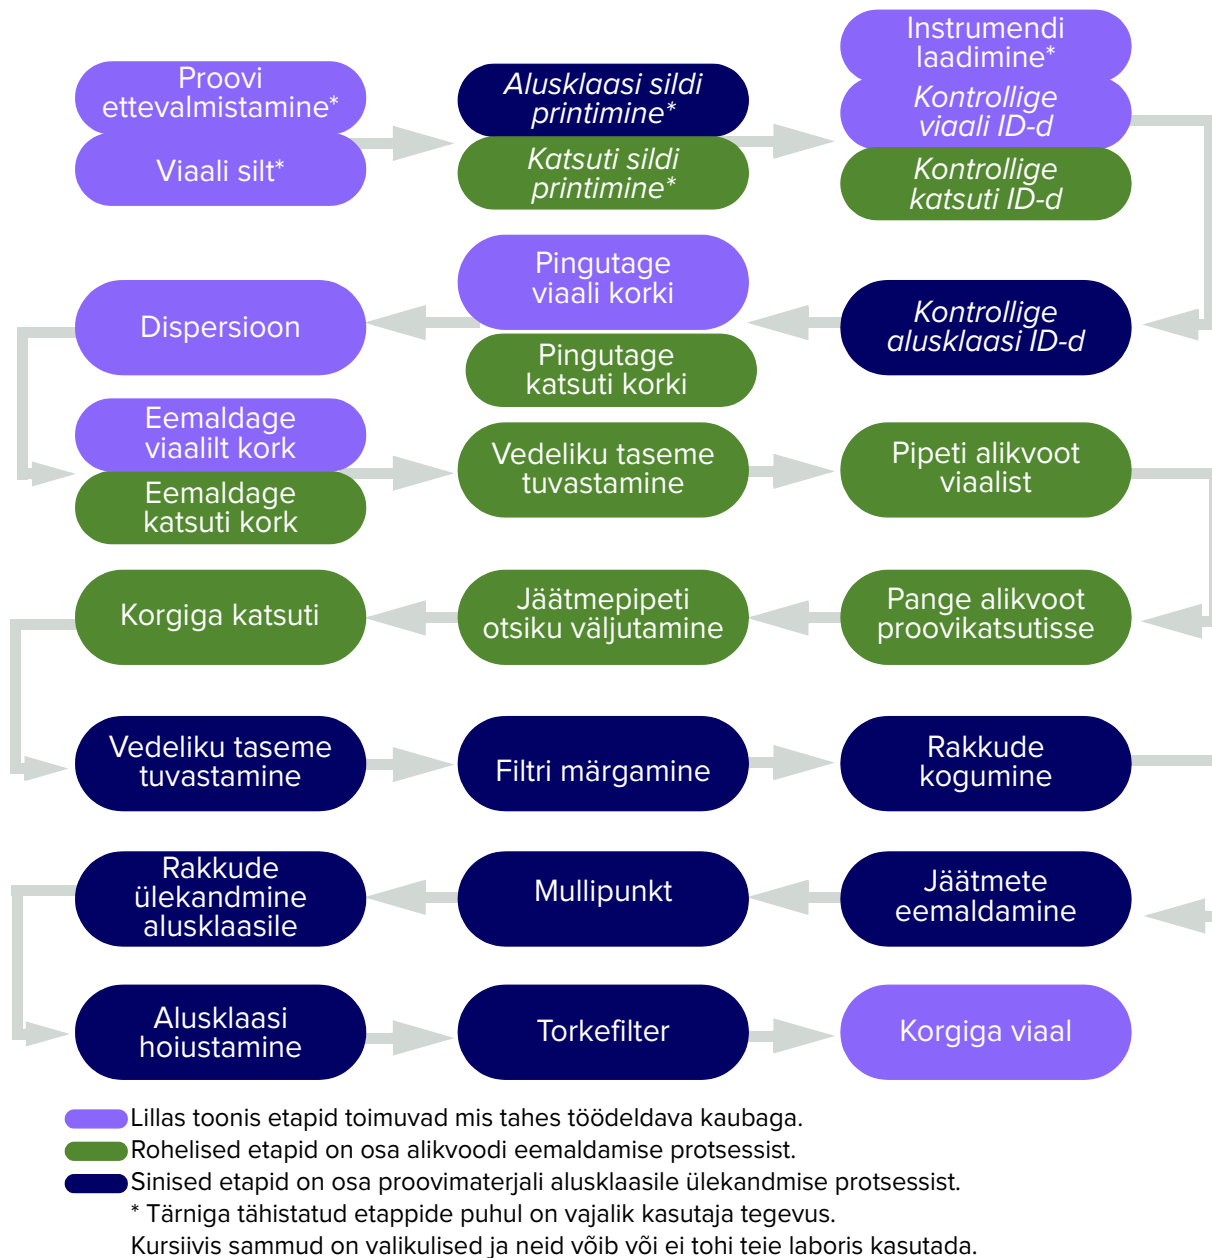 Proovi
ettevalmistamine*
Viaali silt*
Alusklaasi sildi
printimine*
Katsuti sildi
printimine*
Instrumendi
laadimine*
Kontrollige
viaali ID-d
Kontrollige
katsuti ID-d
Kontrollige
alusklaasi ID-d
Pingutage
viaali korki
Pingutage
katsuti korki
Dispersioon
Eemaldage
viaalilt kork
Eemaldage
katsuti kork
Vedeliku taseme
tuvastamine
Pipeti alikvoot
viaalist
Pange alikvoot
proovikatsutisse
Jäätmepipeti
otsiku väljutamine
Korgiga katsuti
Vedeliku taseme
tuvastamine
Filtri märgamine
Rakkude
kogumine
Jäätmete
eemaldamine
Mullipunkt
Rakkude
ülekandmine
alusklaasile
Alusklaasi
hoiustamine
Torkefilter
Korgiga viaal
Lillas toonis etapid toimuvad mis tahes töödeldava kaubaga.
Rohelised etapid on osa alikvoodi eemaldamise protsessist.
Sinised etapid on osa proovimaterjali alusklaasile ülekandmise protsessist.
* Tärniga tähistatud etappide puhul on vajalik kasutaja tegevus.
Kursiivis sammud on valikulised ja neid võib või ei tohi teie laboris kasutada.